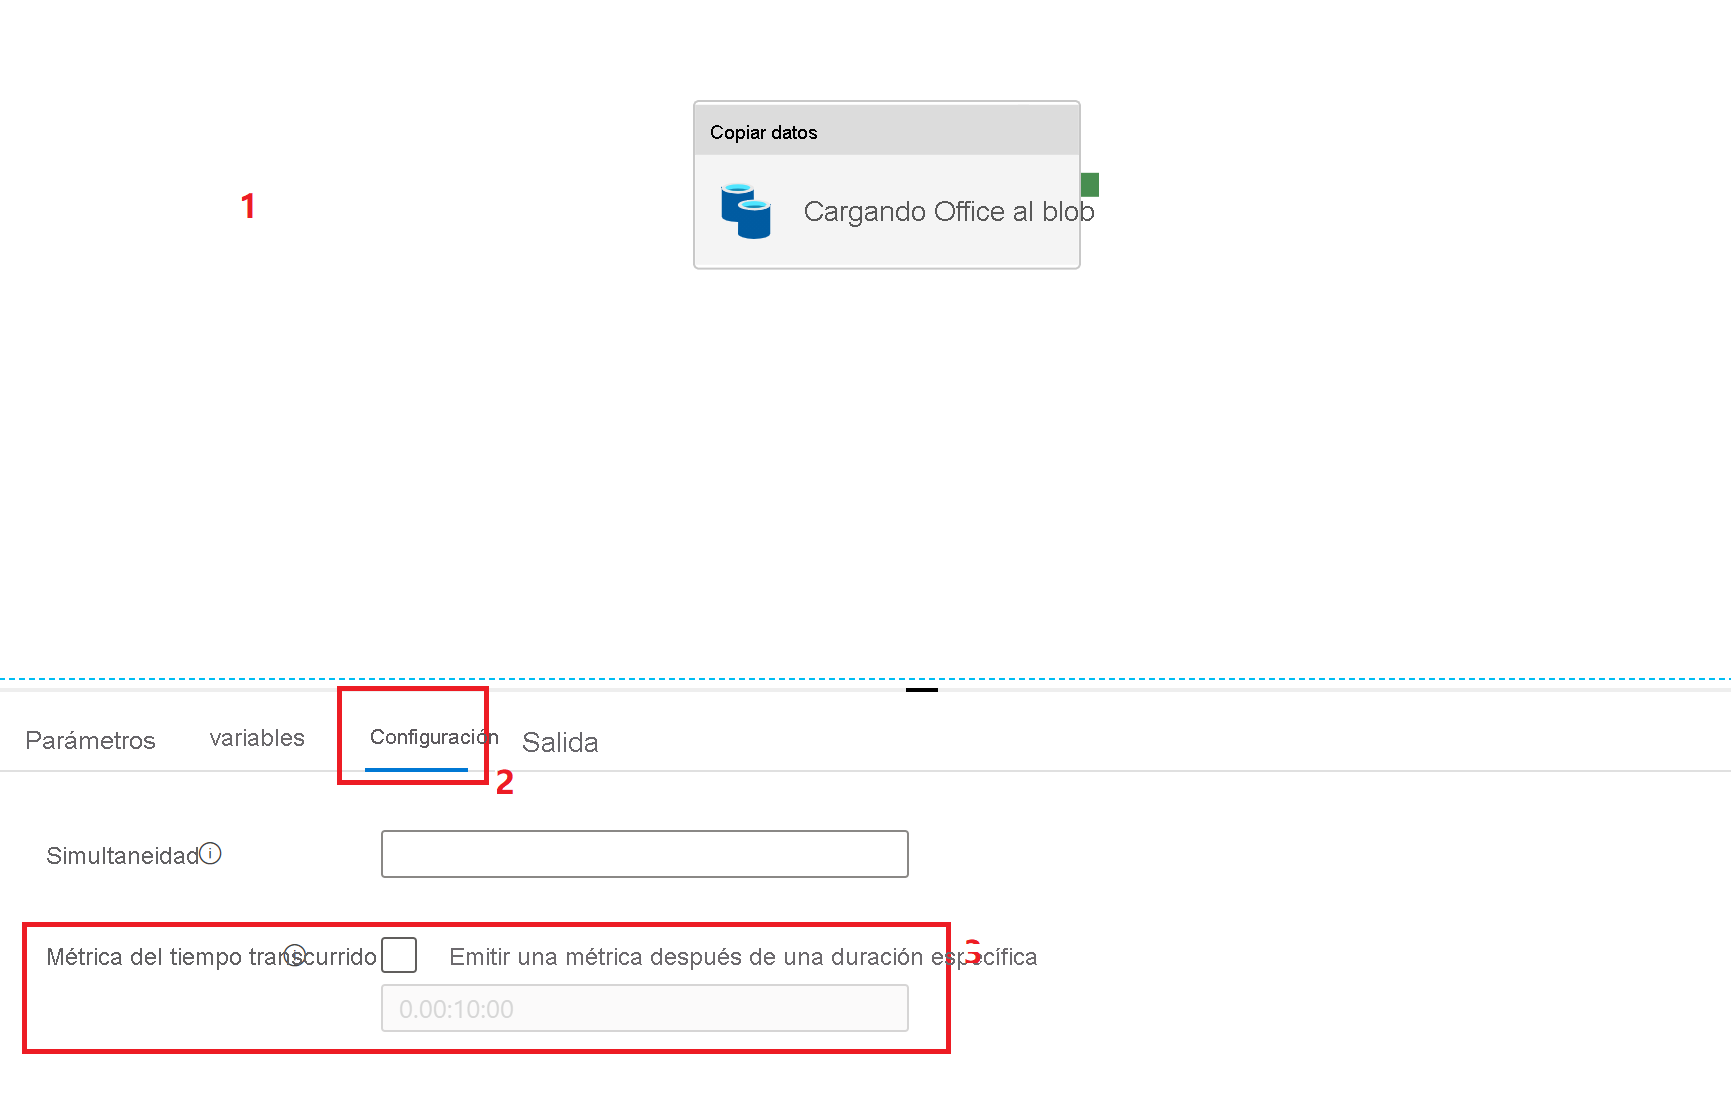 Copiar datos
1
Cargando Office al blob
Parámetros variables Configuración Salida
2
Simultaneidad i
Métrica del tiempo transcurrido i Emitir una métrica después de una duración específica 3
0.00:10:00